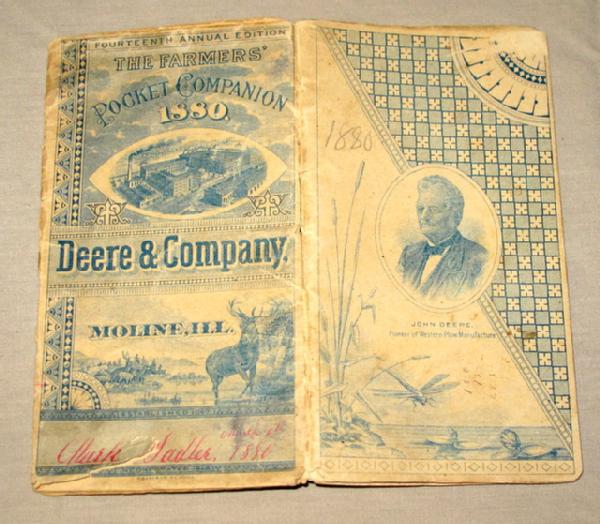 FOURTEENTH ANNUAL EDITION
THE FARMERS'
POCKET COMPANION
1880.
Deere & Company.
MOLINE, ILL.
1880
1880
JOHN DEERE.
Pioneer of Western Plow Manufacture